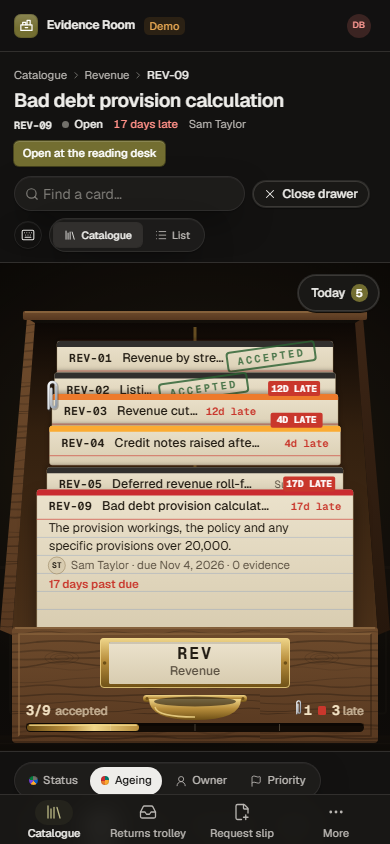 Evidence Room Demo DB
Catalogue > Revenue > REV-09
Bad debt provision calculation
REV-09 Open 17 days late Sam Taylor
Open at the reading desk
Find a card... Close drawer
Catalogue List
Today 5
REV-01 Revenue by stre... ACCEPTED
REV-02 Listi... ACCEPTED 12D LATE
REV-03 Revenue cut... 12d late
4D LATE
REV-04 Credit notes raised afte... 4d late
REV-05 Deferred revenue roll-f... 17D LATE
REV-09 Bad debt provision calculat... 17d late
The provision workings, the policy and any
specific provisions over 20,000.
ST Sam Taylor · due Nov 4, 2026 · 0 evidence
17 days past due
REV
Revenue
3/9 accepted 1 3 late
Status Ageing Owner Priority
Catalogue Returns trolley Request slip More